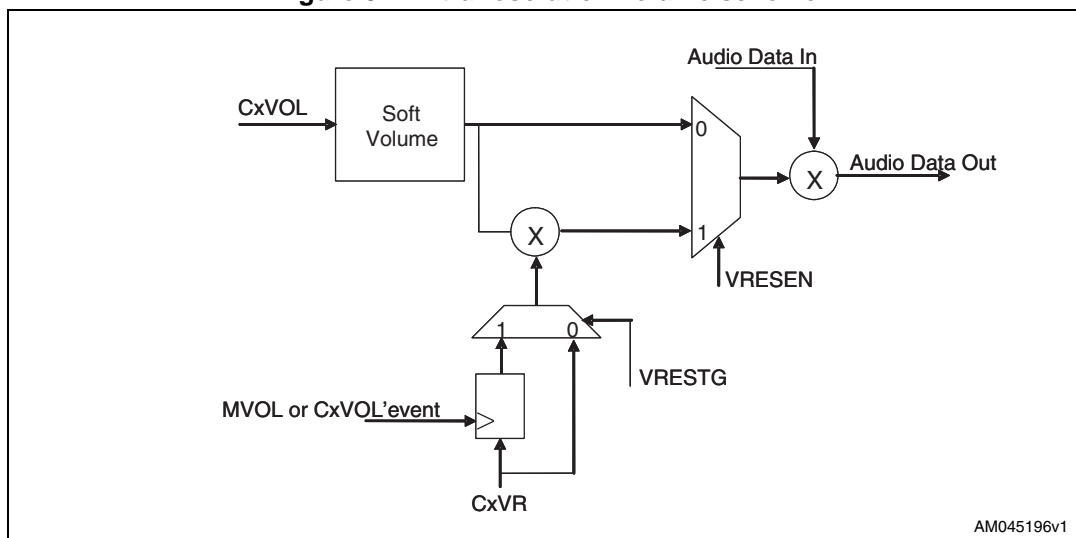 Audio Data In
CxVOL
Soft
Volume
0
X
Audio Data Out
X
1
VRESEN
1
0
VRESTG
MVOL or CxVOL'event
CxVR
AM045196v1